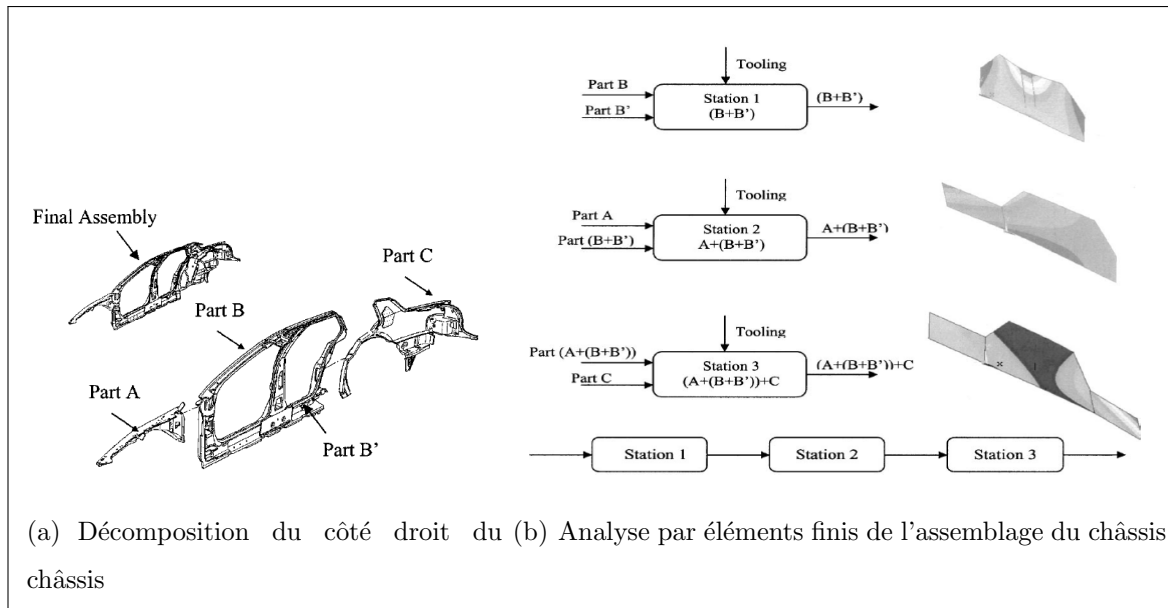 Final Assembly
Part B
Part C
Part A
Part B'
Tooling
Part B
Part B'
Station 1
(B+B')
(B+B')
Tooling
Part A
Part (B+B')
Station 2
A+(B+B')
A+(B+B')
Tooling
Part (A+(B+B'))
Part C
Station 3
(A+(B+B'))+C
(A+(B+B'))+C
Station 1
Station 2
Station 3
(a) Décomposition du côté droit du
châssis
(b) Analyse par éléments finis de l'assemblage du châssis